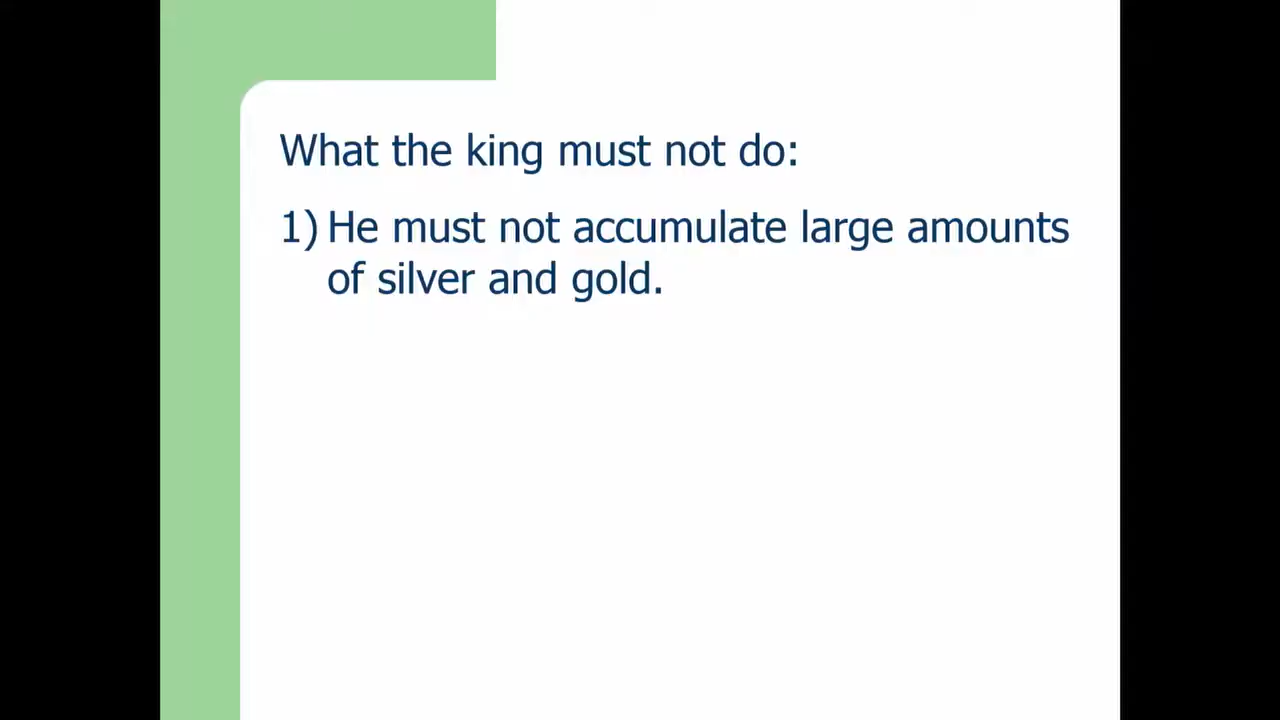 What the king must not do:
1) He must not accumulate large amounts
of silver and gold.